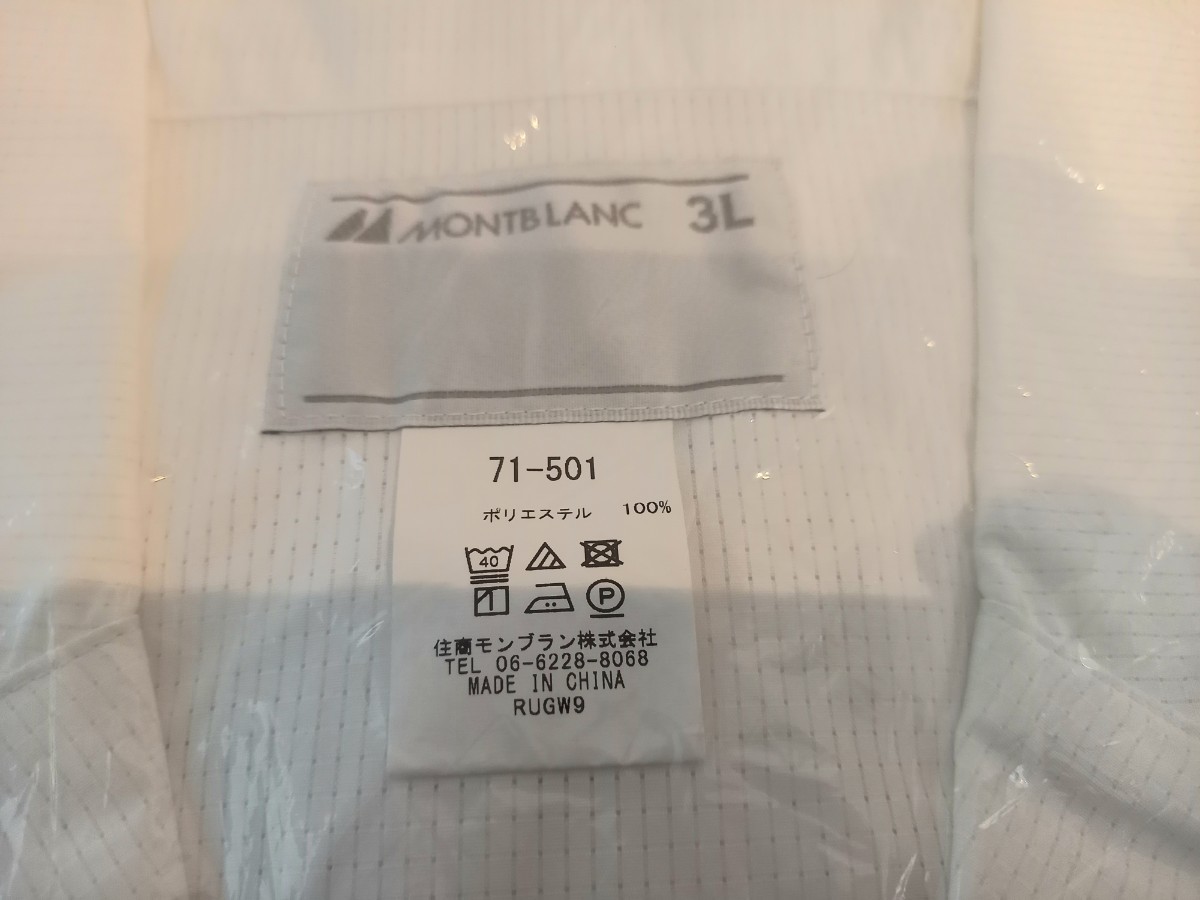 MONTBLANC 3L
71-501
ポリエステル 100%
40
P
住商モンブラン株式会社
TEL 06-6228-8068
MADE IN CHINA
RUGW9